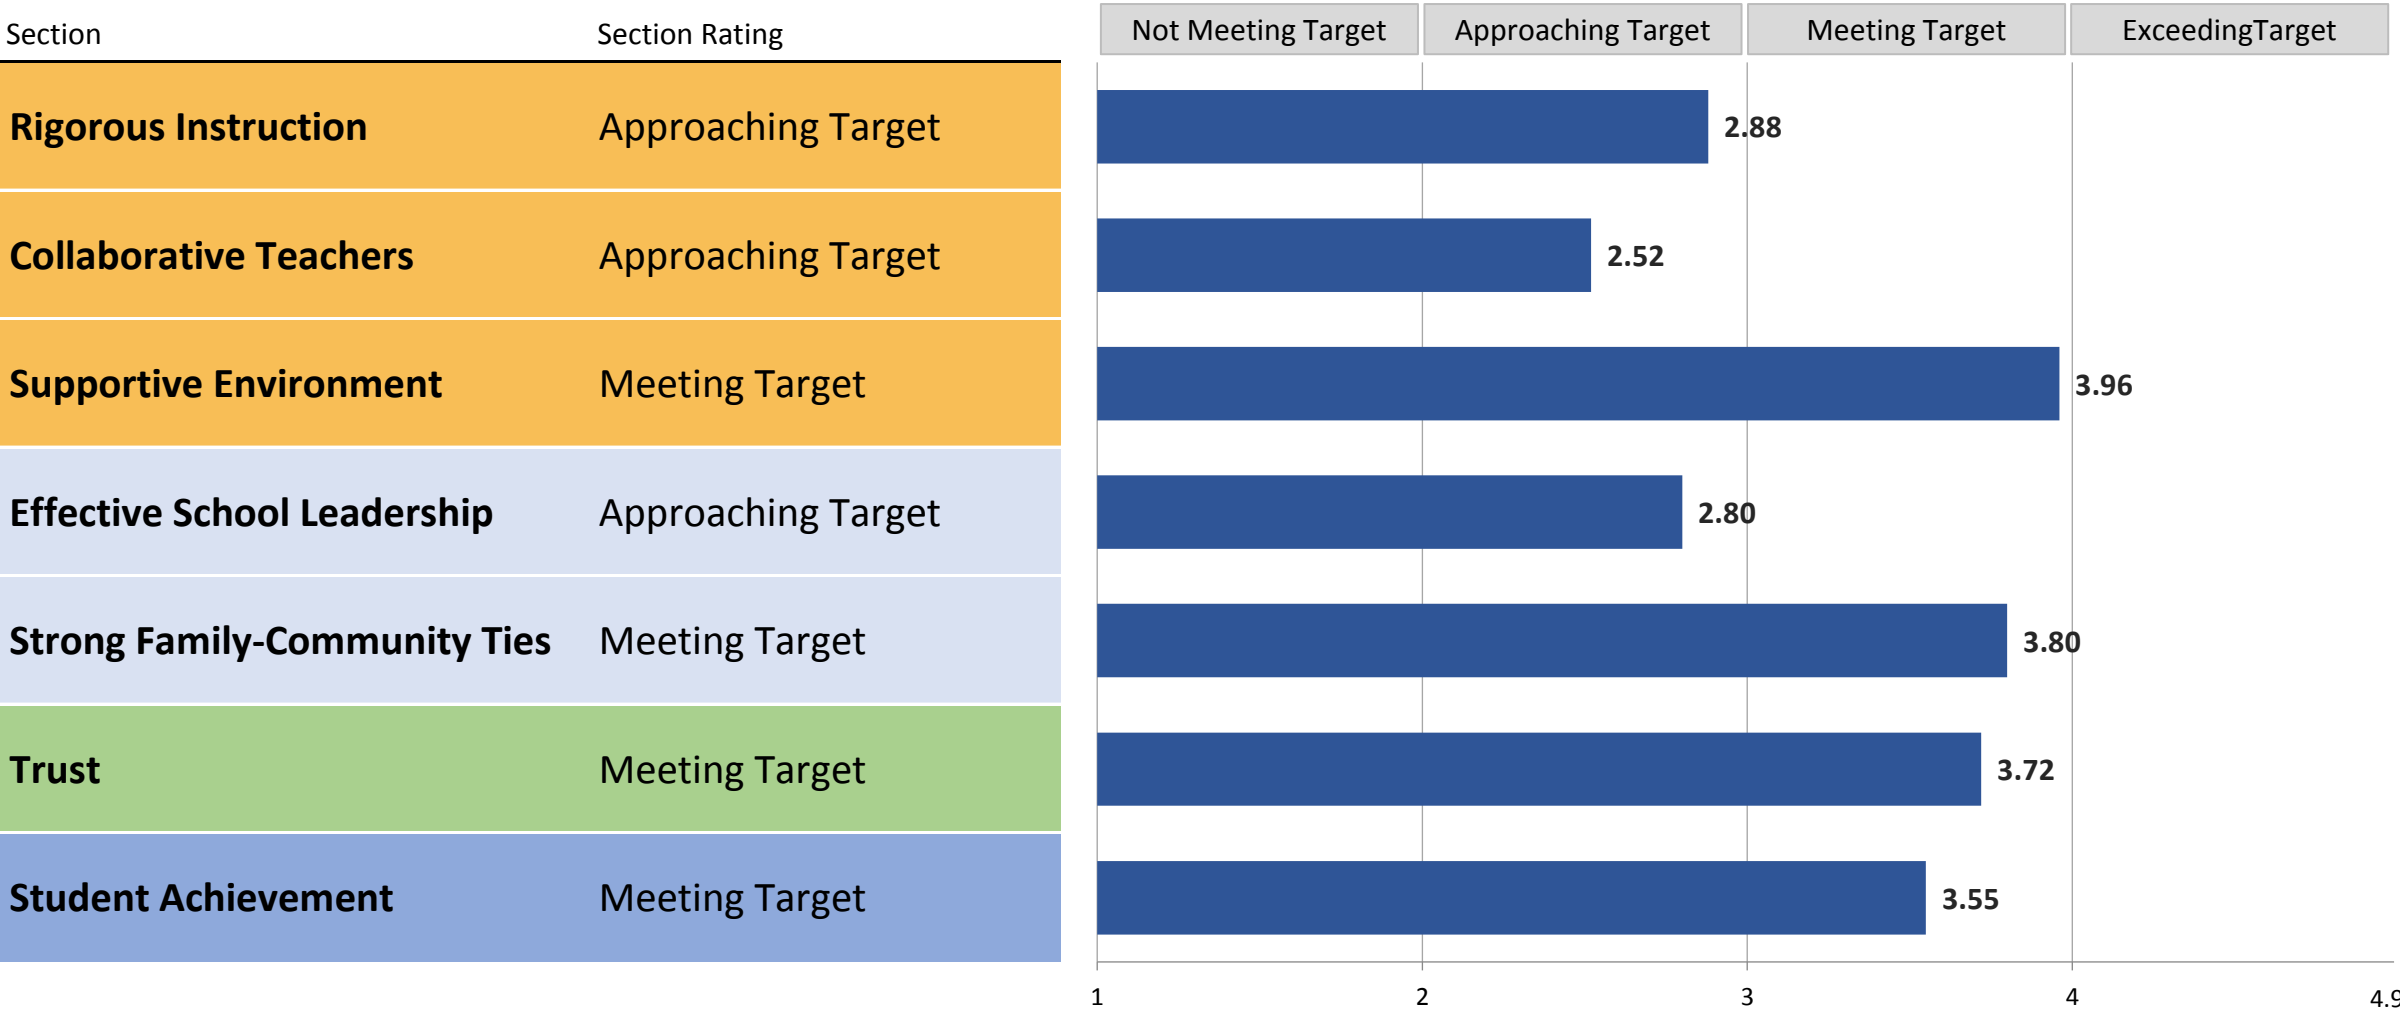 Section Section Rating Not Meeting Target Approaching Target Meeting Target ExceedingTarget
Rigorous Instruction Approaching Target 2.88
Collaborative Teachers Approaching Target 2.52
Supportive Environment Meeting Target 3.96
Effective School Leadership Approaching Target 2.80
Strong Family-Community Ties Meeting Target 3.80
Trust Meeting Target 3.72
Student Achievement Meeting Target 3.55
1 2 3 4 4.9